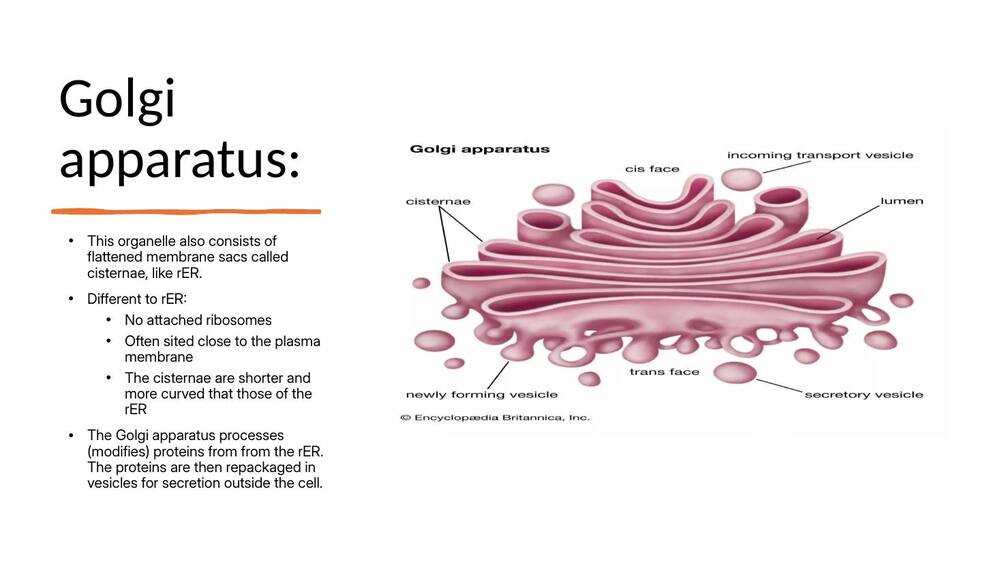 Golgi
apparatus:
• This organelle also consists of
flattened membrane sacs called
cisternae, like rER.
• Different to rER:
• No attached ribosomes
• Often sited close to the plasma
membrane
• The cisternae are shorter and
more curved that those of the
rER
• The Golgi apparatus processes
(modifies) proteins from from the rER.
The proteins are then repackaged in
vesicles for secretion outside the cell.
Golgi apparatus
cis face
incoming transport vesicle
cisternae
lumen
trans face
newly forming vesicle
secretory vesicle
© Encyclopædia Britannica, Inc.